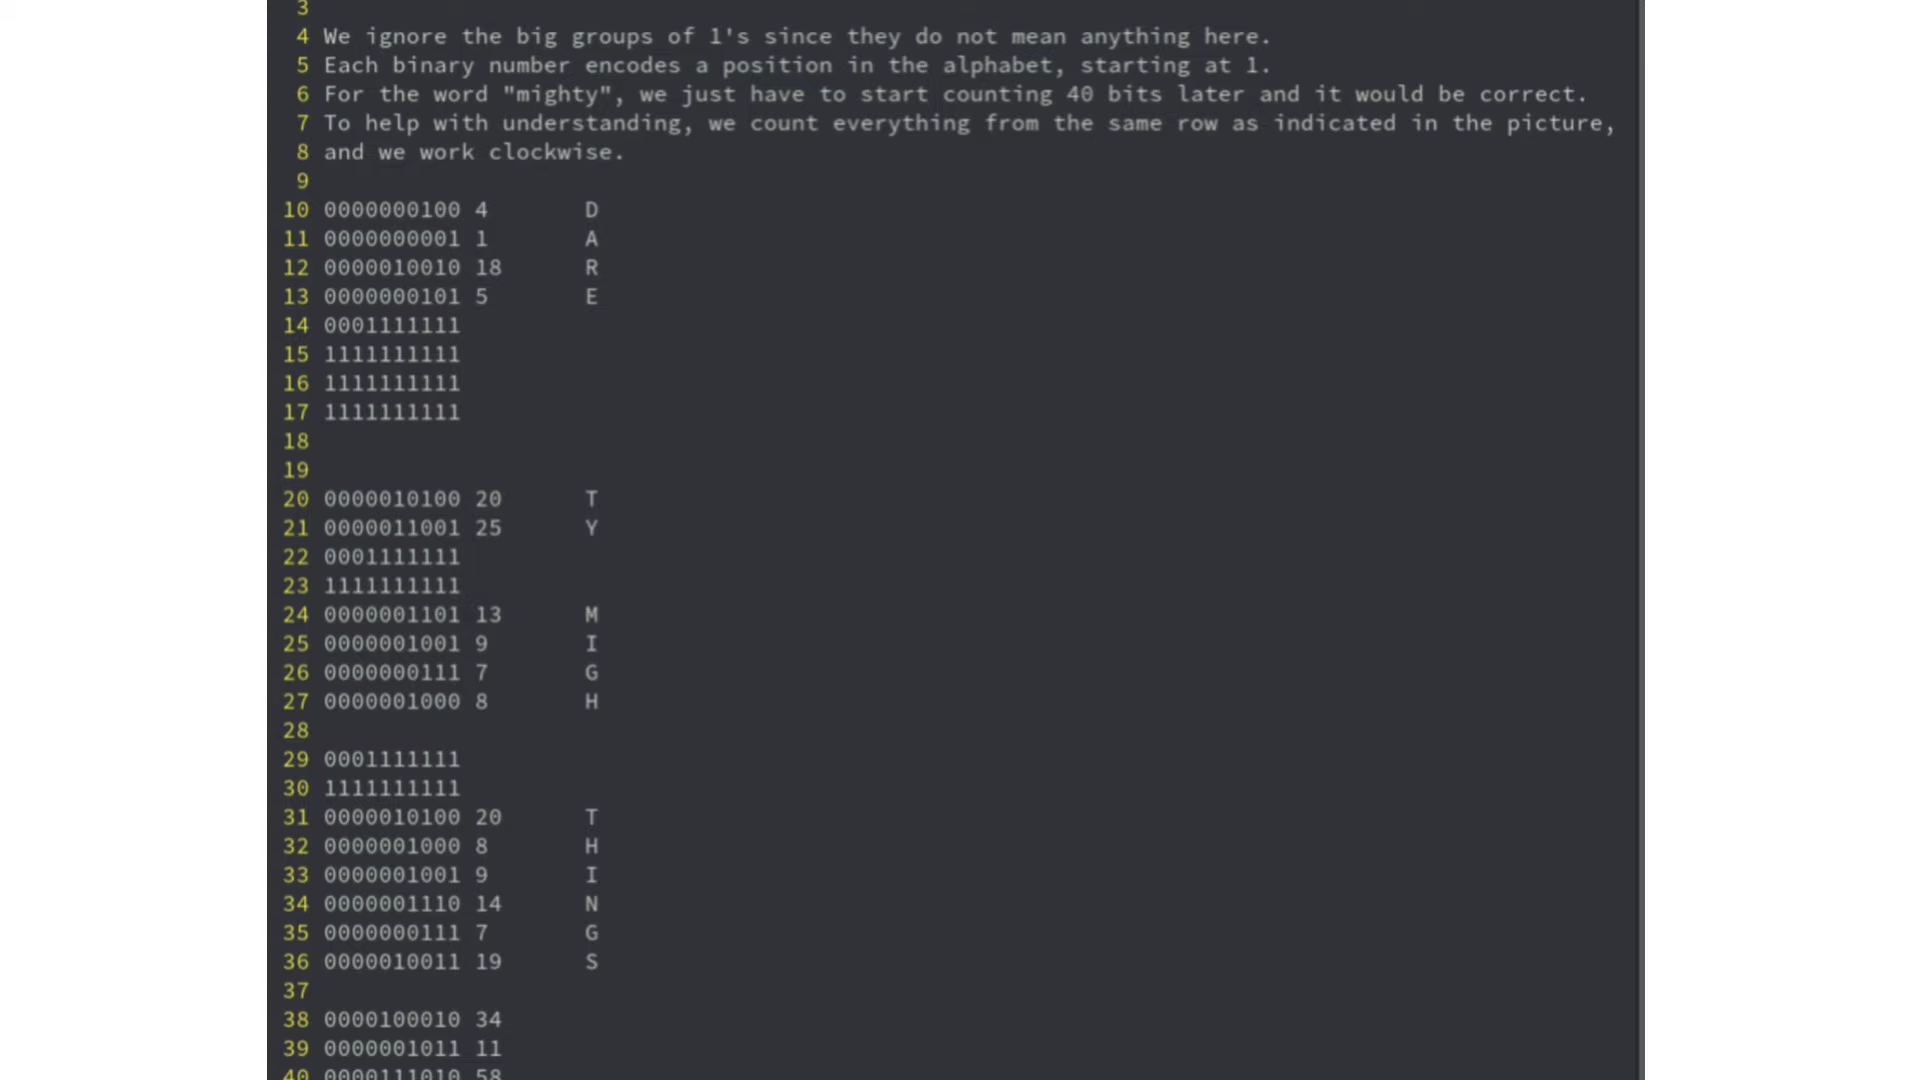 3
4 We ignore the big groups of 1's since they do not mean anything here.
5 Each binary number encodes a position in the alphabet, starting at 1.
6 For the word "mighty", we just have to start counting 40 bits later and it would be correct.
7 To help with understanding, we count everything from the same row as indicated in the picture,
8 and we work clockwise.
9
10 0000000100 4 D
11 0000000001 1 A
12 0000010010 18 R
13 0000000101 5 E
14 0001111111
15 1111111111
16 1111111111
17 1111111111
18
19
20 0000010100 20 T
21 0000011001 25 Y
22 0001111111
23 1111111111
24 0000001101 13 M
25 0000001001 9 I
26 0000000111 7 G
27 0000001000 8 H
28
29 0001111111
30 1111111111
31 0000010100 20 T
32 0000001000 8 H
33 0000001001 9 I
34 0000001110 14 N
35 0000000111 7 G
36 0000010011 19 S
37
38 0000100010 34
39 0000001011 11
40 0000111010 58